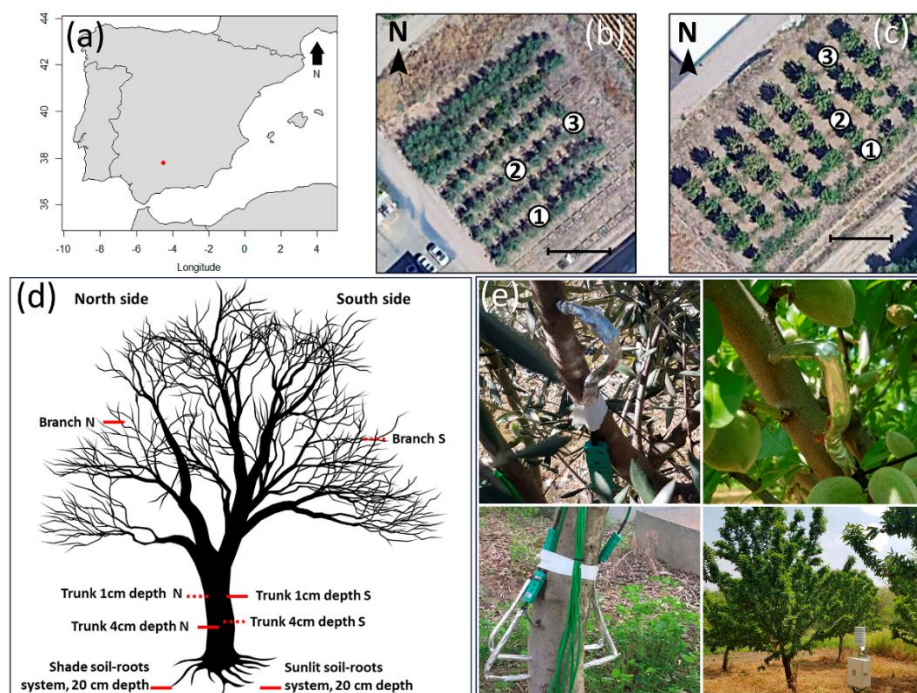 (a)
N
44
42
40
38
36
-10 -8 -6 -4 -2 0 2 4
Longitude
N
(b)
1
2
3
N
(c)
3
2
1
(d)
North side South side
Branch N
Branch S
Trunk 1cm depth N
Trunk 1cm depth S
Trunk 4cm depth N
Trunk 4cm depth S
Shade soil-roots
system, 20 cm depth
Sunlit soil-roots
system, 20 cm depth
(e)